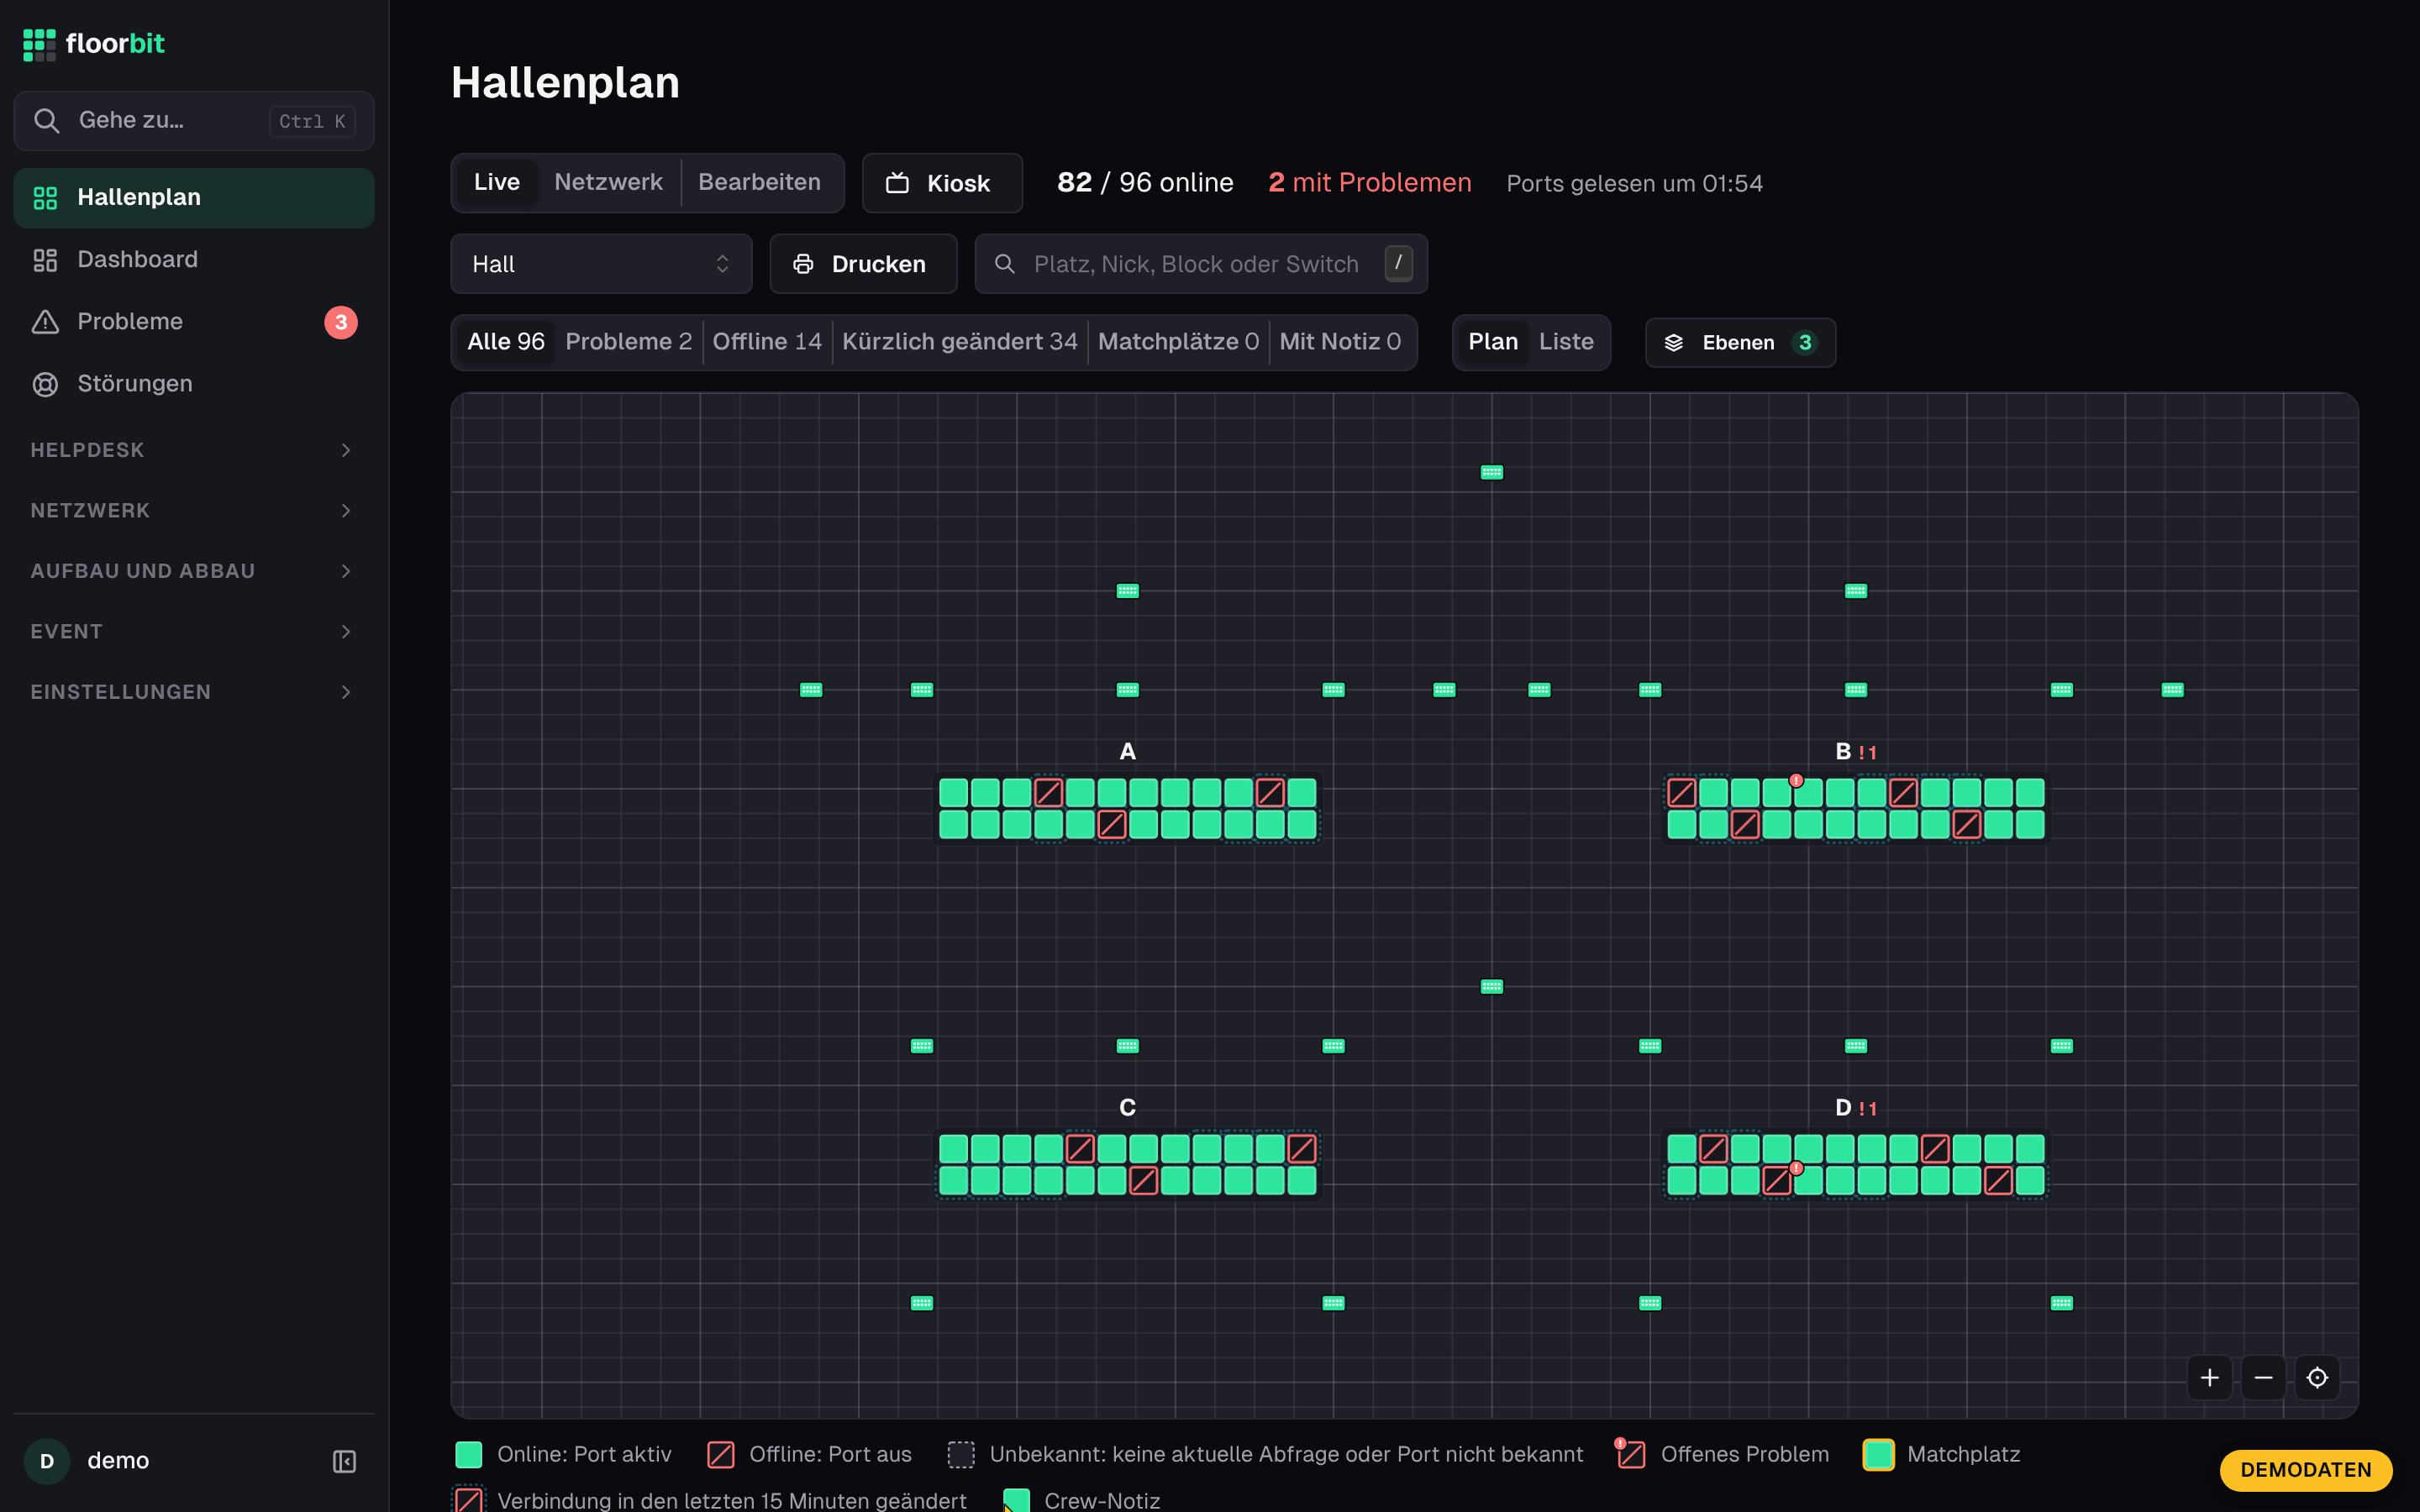 floorbit
Gehe zu... Ctrl K
Hallenplan
Dashboard
Probleme 3
Störungen
HELPDESK
NETZWERK
AUFBAU UND ABBAU
EVENT
EINSTELLUNGEN
D demo
Hallenplan
Live Netzwerk Bearbeiten Kiosk 82 / 96 online 2 mit Problemen Ports gelesen um 01:54
Hall Drucken Platz, Nick, Block oder Switch /
Alle 96 Probleme 2 Offline 14 Kürzlich geändert 34 Matchplätze 0 Mit Notiz 0 Plan Liste Ebenen 3
A B !1
C D !1
Online: Port aktiv Offline: Port aus Unbekannt: keine aktuelle Abfrage oder Port nicht bekannt Offenes Problem Matchplatz
Verbindung in den letzten 15 Minuten geändert Crew-Notiz
DEMODATEN